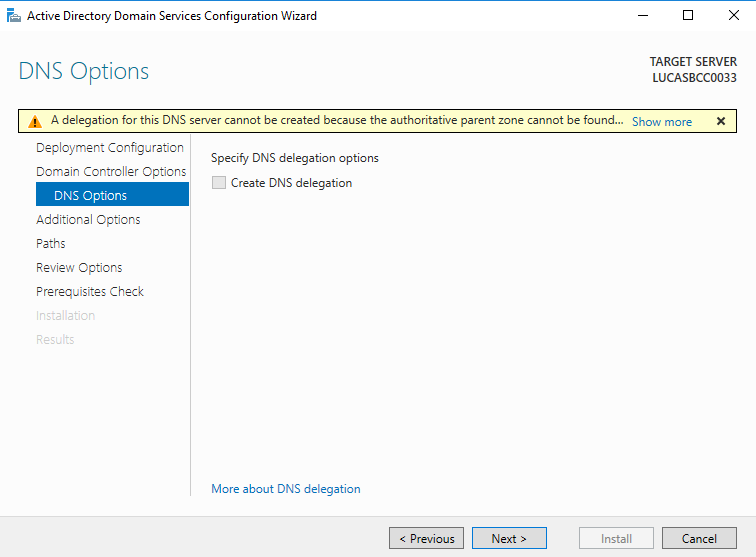 Active Directory Domain Services Configuration Wizard
DNS Options
TARGET SERVER
LUCASBCC0033
A delegation for this DNS server cannot be created because the authoritative parent zone cannot be found... Show more
Deployment Configuration
Domain Controller Options
DNS Options
Additional Options
Paths
Review Options
Prerequisites Check
Installation
Results
Specify DNS delegation options
Create DNS delegation
More about DNS delegation
< Previous
Next >
Install
Cancel